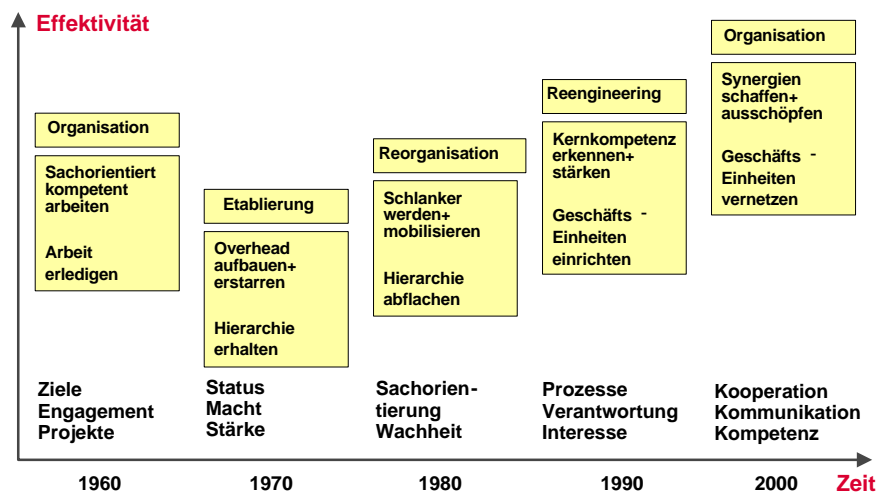 Effektivität
Organisation
Sachorientiert
kompetent
arbeiten
Arbeit
erledigen
Etablierung
Overhead
aufbauen+
erstarren
Hierarchie
erhalten
Reorganisation
Schlanker
werden+
mobilisieren
Hierarchie
abflachen
Reengineering
Kernkompetenz
erkennen+
stärken
Geschäfts -
Einheiten
einrichten
Organisation
Synergien
schaffen+
ausschöpfen
Geschäfts -
Einheiten
vernetzen
Ziele
Engagement
Projekte
Status
Macht
Stärke
Sachorien-
tierung
Wachheit
Prozesse
Verantwortung
Interesse
Kooperation
Kommunikation
Kompetenz
1960
1970
1980
1990
2000
Zeit